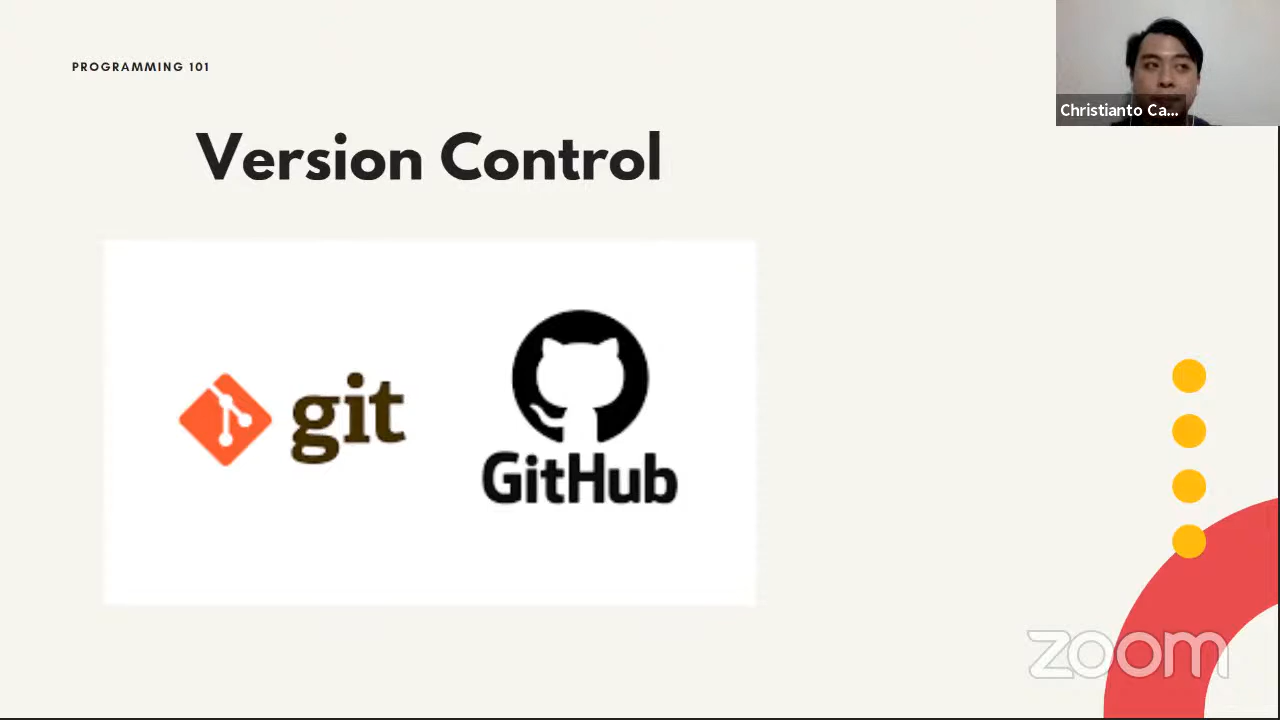 PROGRAMMING 101
Christianto Ca...
Version Control
git
GitHub
zoom